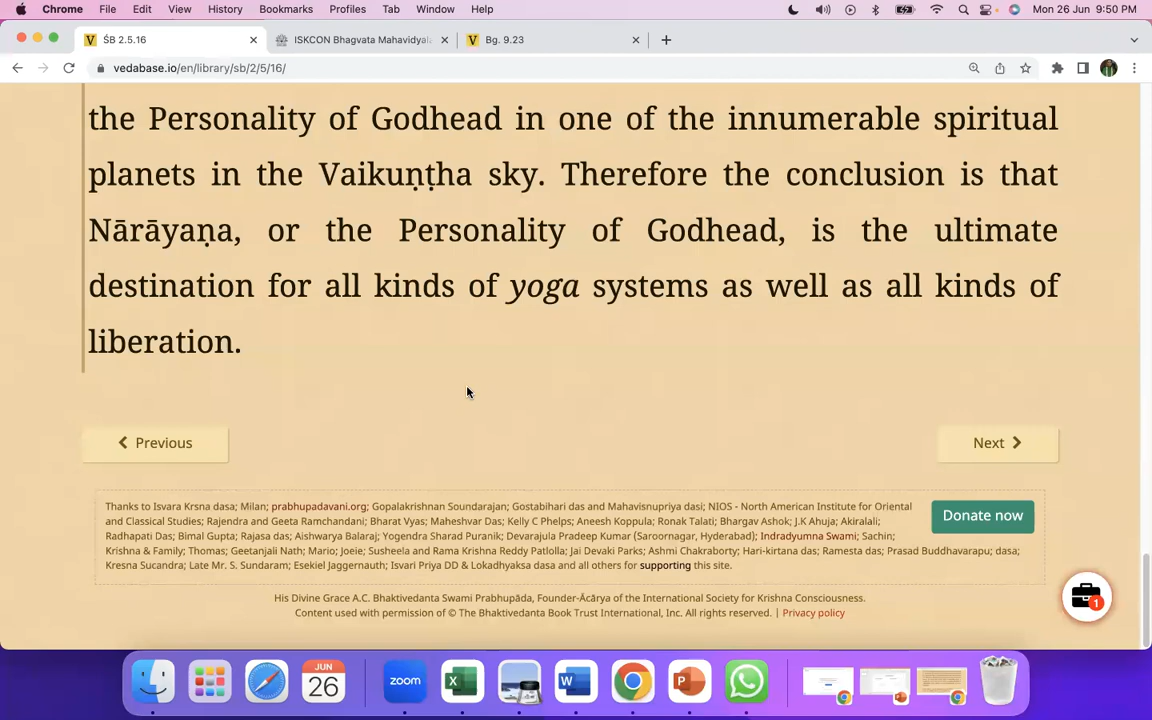 Chrome File Edit View History Bookmarks Profiles Tab Window Help Mon 26 Jun 9:50 PM
ŚB 2.5.16 ISKCON Bhagvata Mahavidyal Bg. 9.23
vedabase.io/en/library/sb/2/5/16/
the Personality of Godhead in one of the innumerable spiritual
planets in the Vaikuṇṭha sky. Therefore the conclusion is that
Nārāyaṇa, or the Personality of Godhead, is the ultimate
destination for all kinds of yoga systems as well as all kinds of
liberation.
Previous Next
Thanks to Isvara Krsna dasa; Milan; prabhupadavani.org; Gopalakrishnan Soundarajan; Gostabihari das and Mahavisnupriya dasi; NIOS - North American Institute for Oriental
and Classical Studies; Rajendra and Geeta Ramchandani; Bharat Vyas; Maheshvar Das; Kelly C Phelps; Aneesh Koppula; Ronak Talati; Bhargav Ashok; J.K Ahuja; Akiralali;
Radhapati Das; Bimal Gupta; Rajasa das; Aishwarya Balaraj; Yogendra Sharad Puranik; Devarajula Pradeep Kumar (Saroornagar, Hyderabad); Indradyumna Swami; Sachin;
Krishna & Family; Thomas; Geetanjali Nath; Mario; Joeie; Susheela and Rama Krishna Reddy Patlolla; Jai Devaki Parks; Ashmi Chakraborty; Hari-kirtana das; Ramesta das; Prasad Buddhavarapu; dasa;
Kresna Sucandra; Late Mr. S. Sundaram; Esekiel Jaggernauth; Isvari Priya DD & Lokadhyaksa dasa and all others for supporting this site.
Donate now
His Divine Grace A.C. Bhaktivedanta Swami Prabhupāda, Founder-Ācārya of the International Society for Krishna Consciousness.
Content used with permission of © The Bhaktivedanta Book Trust International, Inc. All rights reserved. | Privacy policy
1
JUN
26
zoom